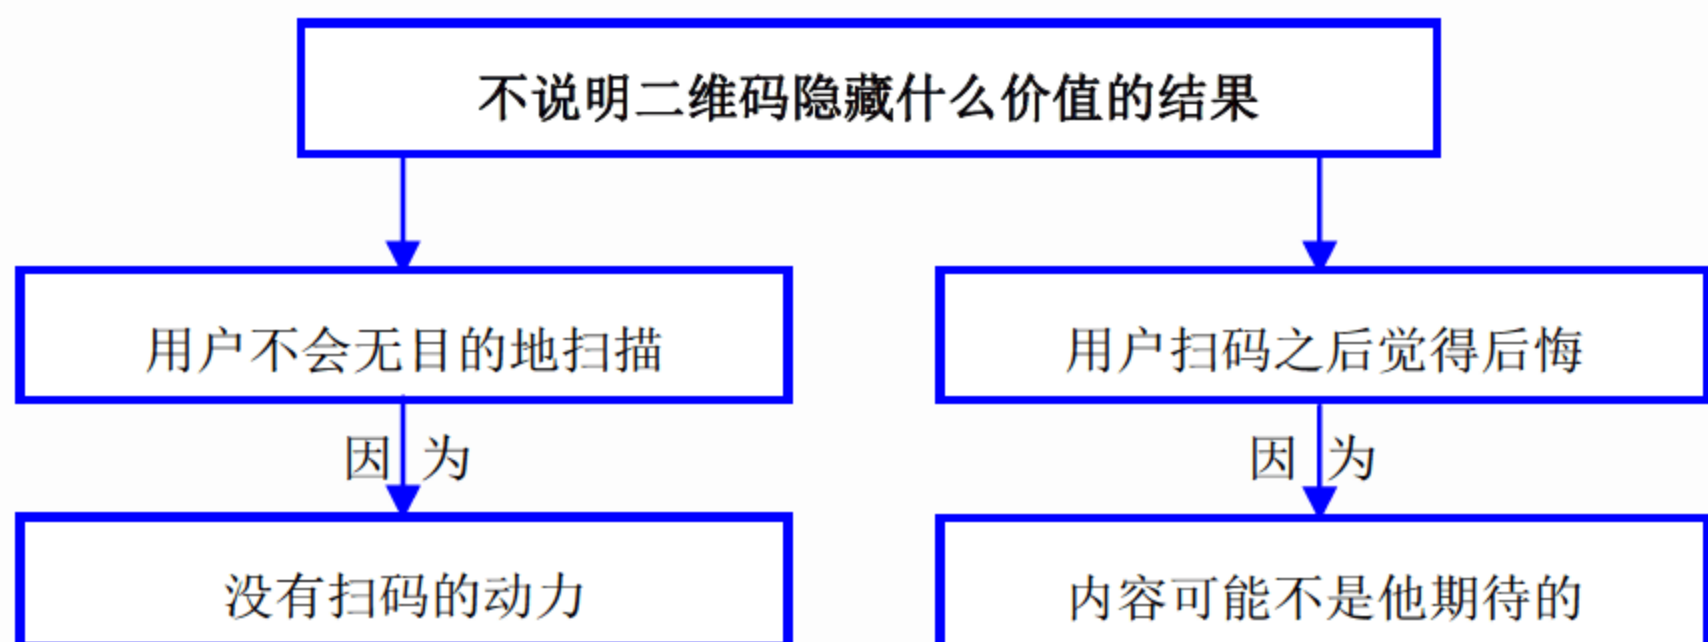 不说明二维码隐藏什么价值的结果
用户不会无目的地扫描
用户扫码之后觉得后悔
因为
因为
没有扫码的动力
内容可能不是他期待的